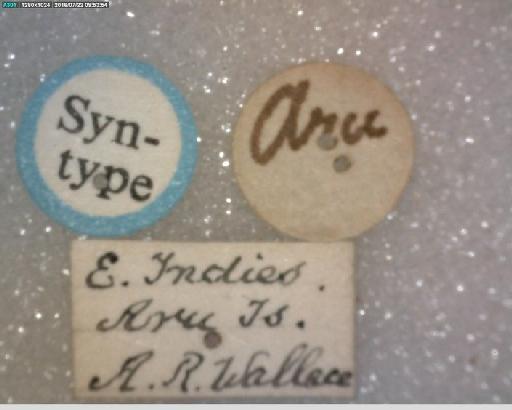 Syn-
type
Aru
E. Indies.
Aru Is.
A. R. Wallace